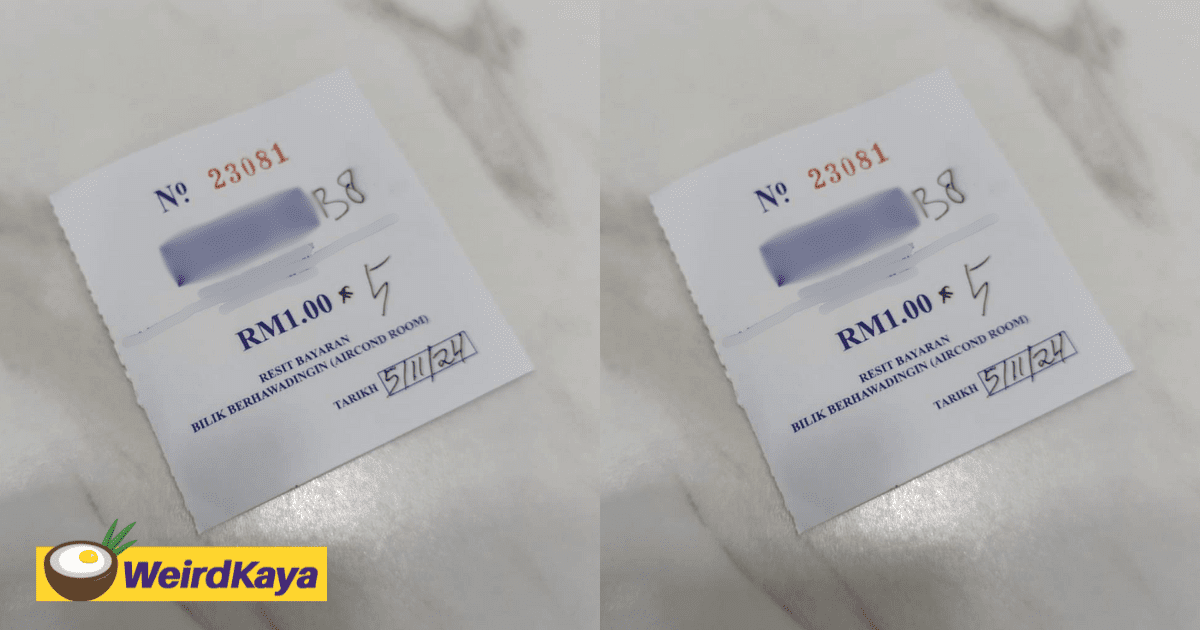 Nº 23081
B8
RM1.00 * 5
RESIT BAYARAN
BILIK BERHAWADINGIN (AIRCOND ROOM)
TARIKH 5/11/24
Nº 23081
B8
RM1.00 * 5
RESIT BAYARAN
BILIK BERHAWADINGIN (AIRCOND ROOM)
TARIKH 5/11/24
WeirdKaya